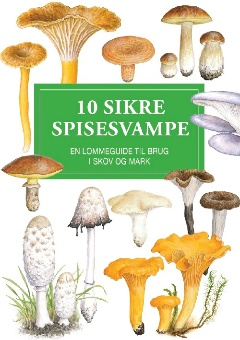 10 SIKRE
SPISESVAMPE
EN LOMMEGUIDE TIL BRUG
I SKOV OG MARK